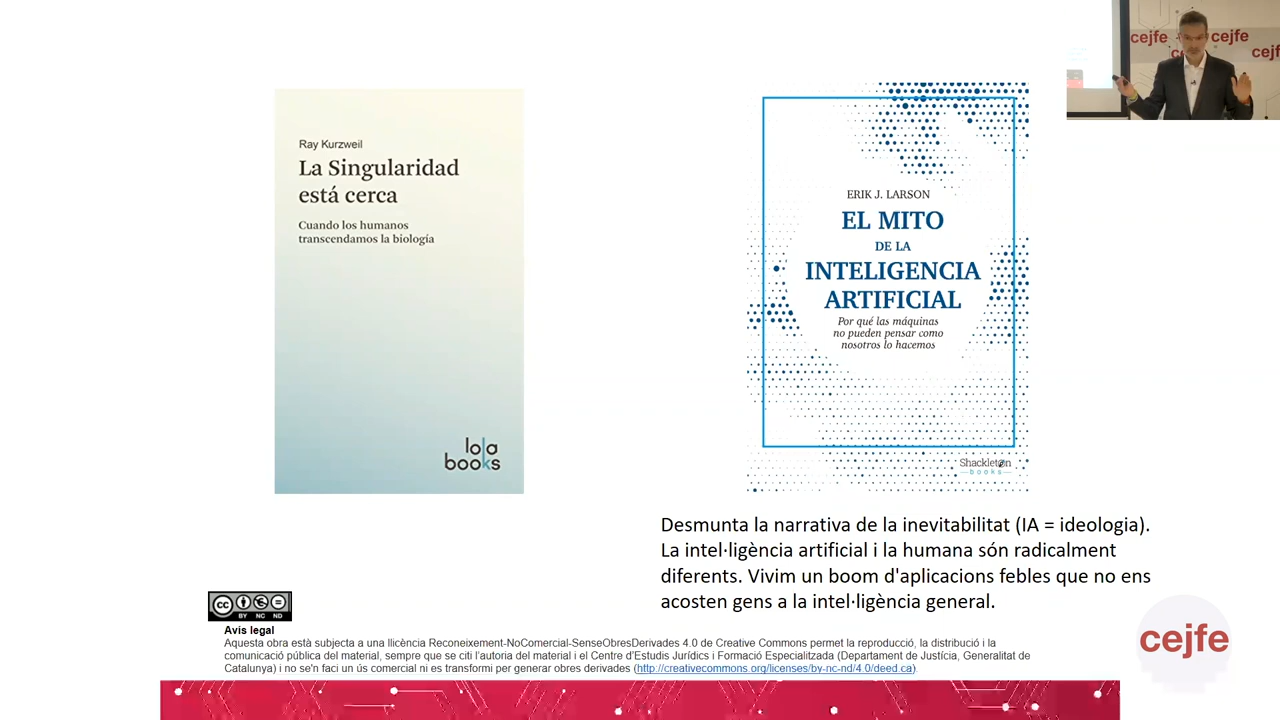 cejfe
cejfe
cejfe
Ray Kurzweil
La Singularidad
está cerca
Cuando los humanos
transcendamos la biología
lola
books
ERIK J. LARSON
EL MITO
DE LA
INTELIGENCIA
ARTIFICIAL
Por qué las máquinas
no pueden pensar como
nosotros lo hacemos
Shackleton
books
Desmunta la narrativa de la inevitabilitat (IA = ideologia).
La intel·ligència artificial i la humana són radicalment
diferents. Vivim un boom d'aplicacions febles que no ens
acosten gens a la intel·ligència general.
cc
BY NC ND
Avís legal
Aquesta obra està subjecta a una llicència Reconeixement-NoComercial-SenseObresDerivades 4.0 de Creative Commons permet la reproducció, la distribució i la
comunicació pública del material, sempre que se citi l'autoria del material i el Centre d'Estudis Jurídics i Formació Especialitzada (Departament de Justícia, Generalitat de
Catalunya) i no se'n faci un ús comercial ni es transformi per generar obres derivades (http://creativecommons.org/licenses/by-nc-nd/4.0/deed.ca).
cejfe